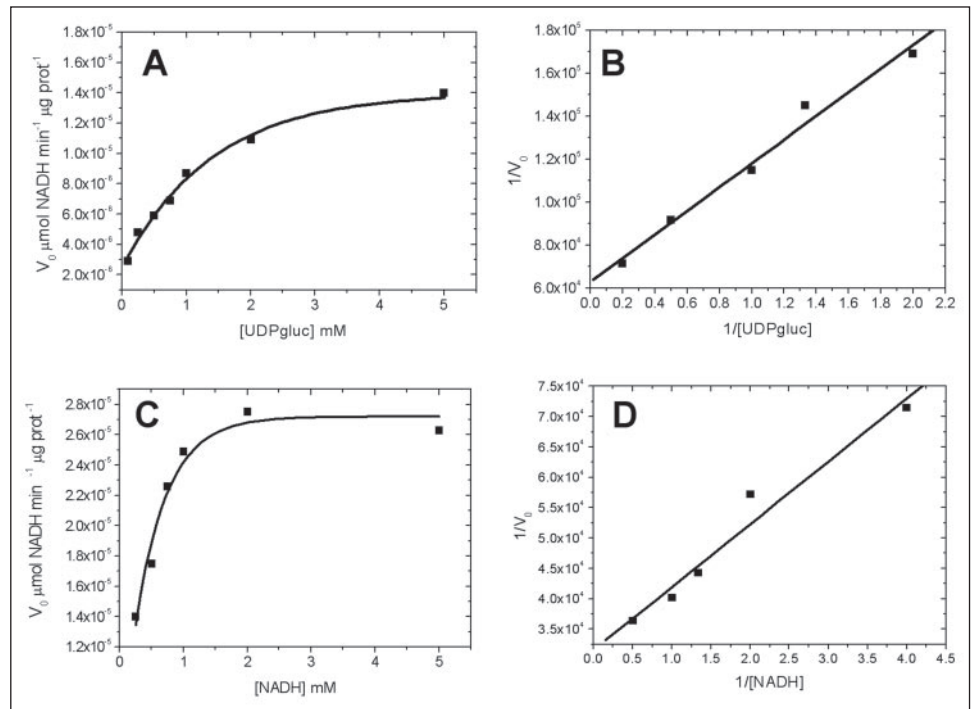 A
1.8x10⁻⁵
1.6x10⁻⁵
1.4x10⁻⁵
1.2x10⁻⁵
1.0x10⁻⁵
8.0x10⁻⁶
6.0x10⁻⁶
4.0x10⁻⁶
2.0x10⁻⁶
V₀ μmol NADH min⁻¹ μg prot⁻¹
0 1 2 3 4 5
[UDPgluc] mM
B
1.8x10⁵
1.6x10⁵
1.4x10⁵
1.2x10⁵
1.0x10⁵
8.0x10⁴
6.0x10⁴
1/V₀
0.0 0.2 0.4 0.6 0.8 1.0 1.2 1.4 1.6 1.8 2.0 2.2
1/[UDPgluc]
C
2.8x10⁻⁵
2.6x10⁻⁵
2.4x10⁻⁵
2.2x10⁻⁵
2.0x10⁻⁵
1.8x10⁻⁵
1.6x10⁻⁵
1.4x10⁻⁵
1.2x10⁻⁵
V₀ μmol NADH min⁻¹ μg prot⁻¹
0 1 2 3 4 5
[NADH] mM
D
7.5x10⁴
7.0x10⁴
6.5x10⁴
6.0x10⁴
5.5x10⁴
5.0x10⁴
4.5x10⁴
4.0x10⁴
3.5x10⁴
1/V₀
0.0 0.5 1.0 1.5 2.0 2.5 3.0 3.5 4.0 4.5
1/[NADH]